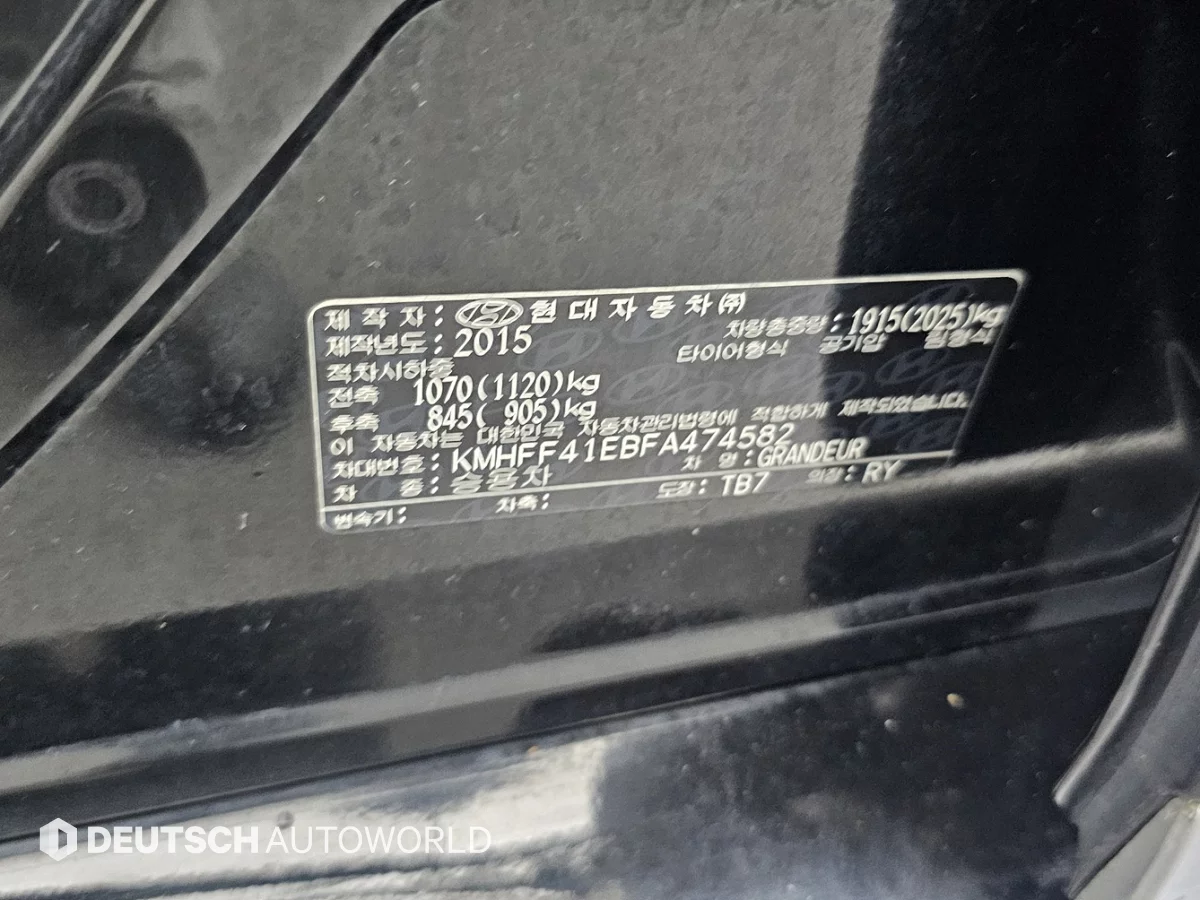 제 작 자 : 현 대 자 동 차 (주)
제작년도 : 2015 차량총중량 : 1915(2025)kg
적차시하중 타이어형식 공기압 림형식
전축 1070(1120)kg
후축 845( 905)kg
이 자동차는 대한민국 자동차관리법령에 적합하게 제작되었습니다.
차대번호 : KMHFF41EBFA474582
차 종 : 승용차 차 명 : GRANDEUR
변속기 : 차축 : 도장 : TB7 의장 : RY
DEUTSCH AUTOWORLD